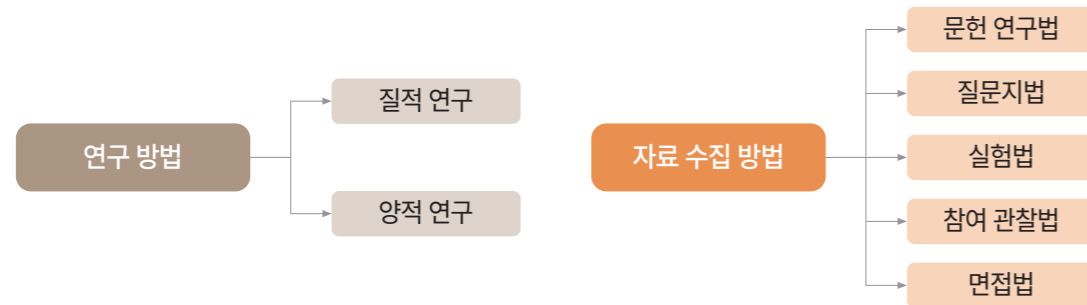 연구 방법
질적 연구
양적 연구
자료 수집 방법
문헌 연구법
질문지법
실험법
참여 관찰법
면접법